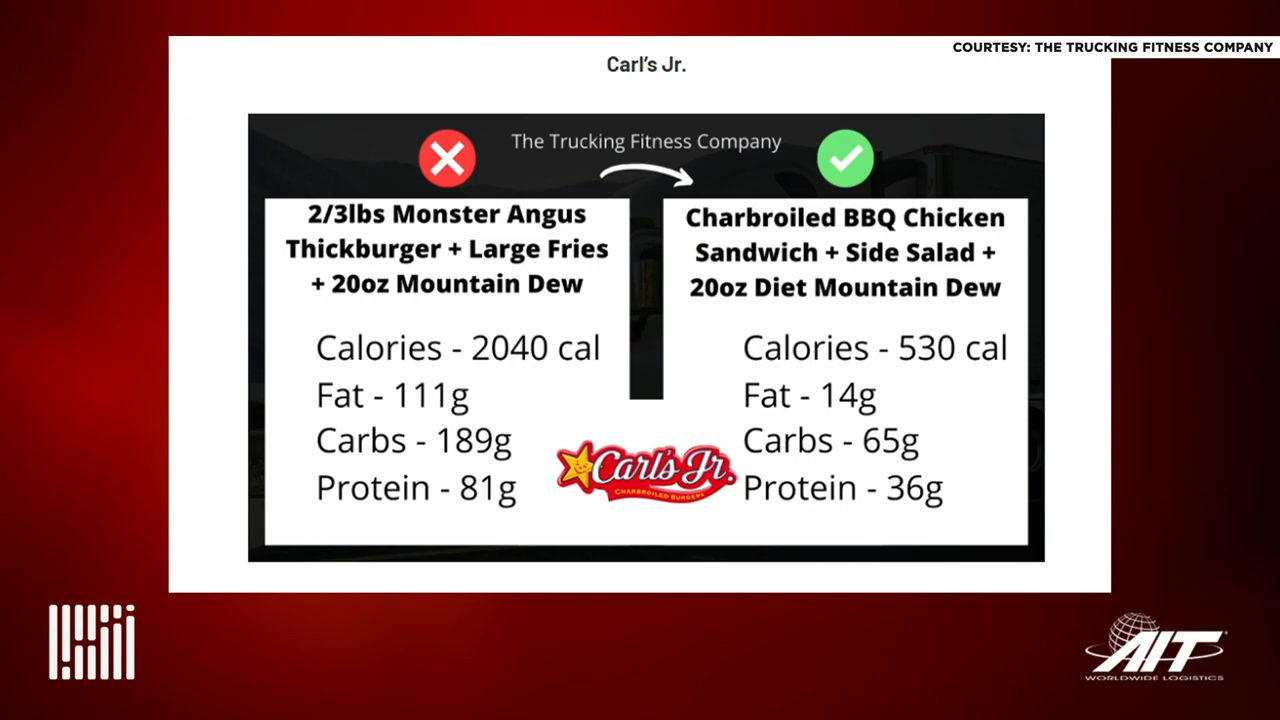 COURTESY: THE TRUCKING FITNESS COMPANY
Carl's Jr.
The Trucking Fitness Company
2/3lbs Monster Angus
Thickburger + Large Fries
+ 20oz Mountain Dew
Calories - 2040 cal
Fat - 111g
Carbs - 189g
Protein - 81g
Charbroiled BBQ Chicken
Sandwich + Side Salad +
20oz Diet Mountain Dew
Calories - 530 cal
Fat - 14g
Carbs - 65g
Protein - 36g
Carl's Jr.
CHARBROILED BURGERS
AIT
WORLDWIDE LOGISTICS